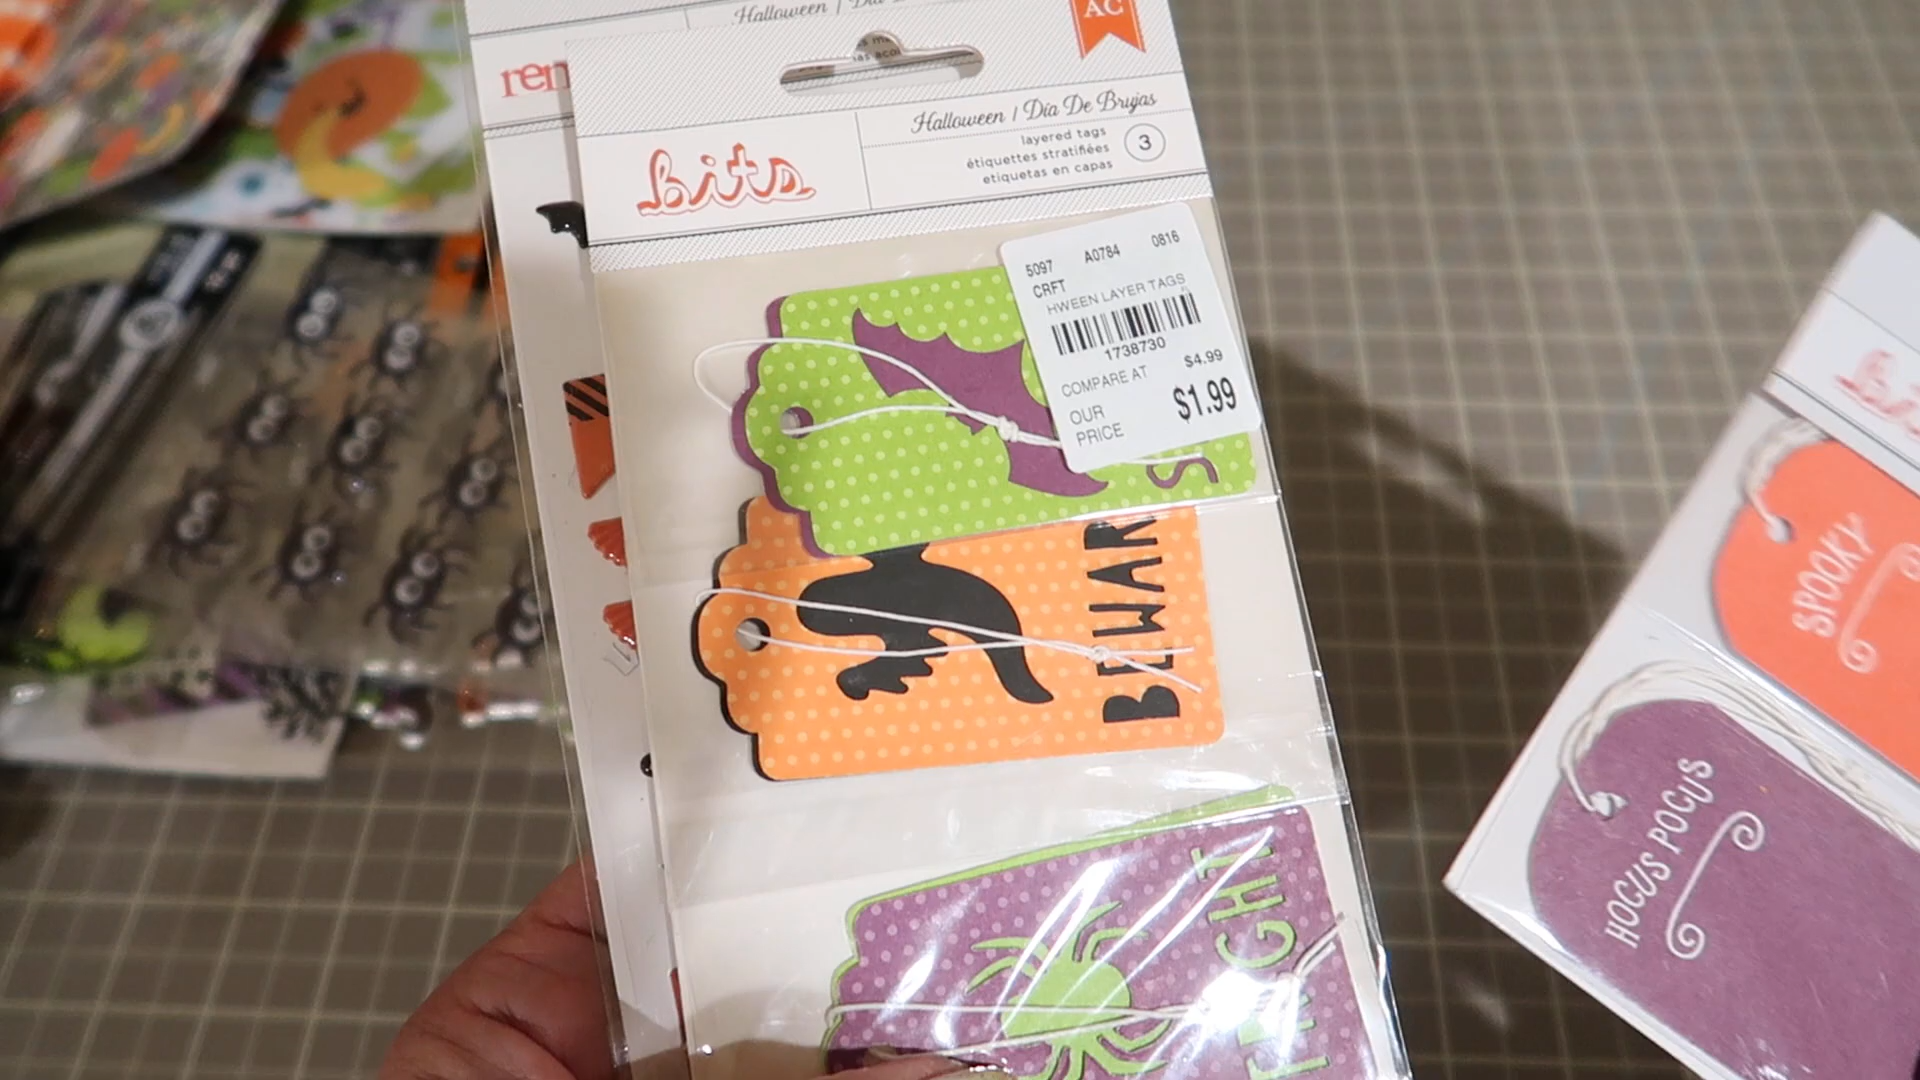 Halloween
AC
Halloween / Día De Brujas
bits
layered tags
étiquettes stratifiées
etiquetas en capas
3
5097 A0784 0816
CRFT
HWEEN LAYER TAGS
1738730
COMPARE AT $4.99
OUR PRICE $1.99
S
BEWAR
GHT
SPOOKY
HOCUS POCUS